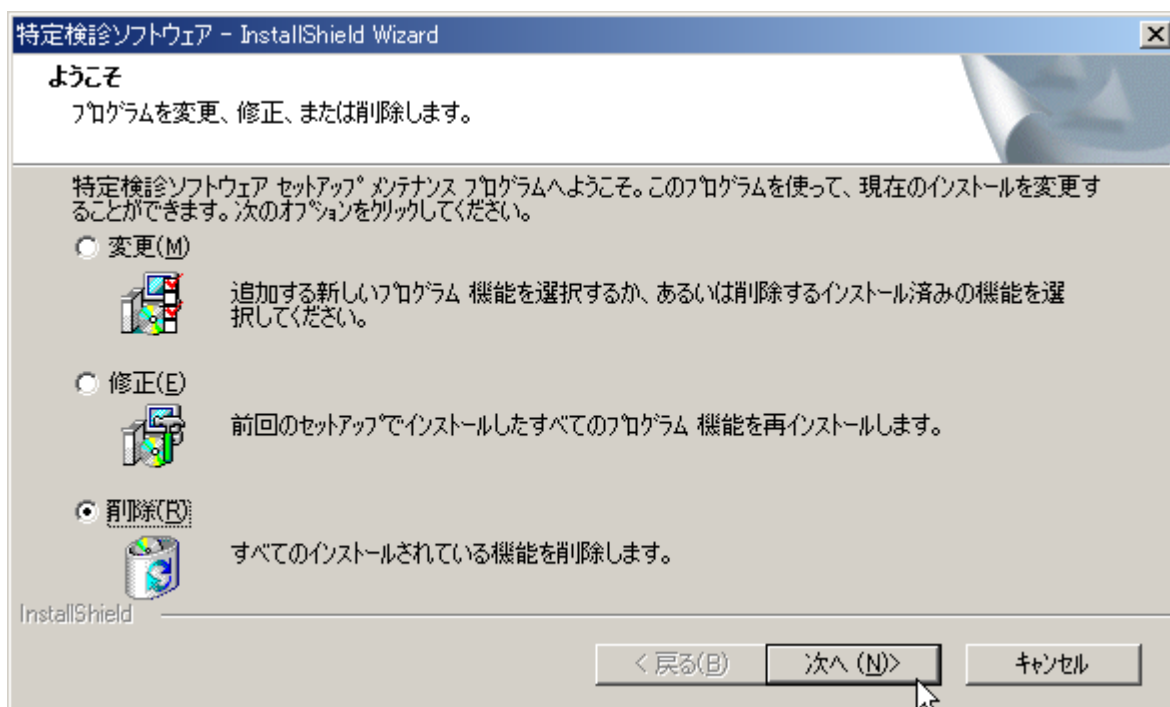 特定検診ソフトウェア - InstallShield Wizard
ようこそ
プログラムを変更、修正、または削除します。
特定検診ソフトウェア セットアップ メンテナンス プログラムへようこそ。このプログラムを使って、現在のインストールを変更す
ることができます。次のオプションをクリックしてください。
変更(M)
追加する新しいプログラム 機能を選択するか、あるいは削除するインストール済みの機能を選
択してください。
修正(E)
前回のセットアップでインストールしたすべてのプログラム 機能を再インストールします。
削除(R)
すべてのインストールされている機能を削除します。
InstallShield
< 戻る(B)
次へ (N)>
キャンセル